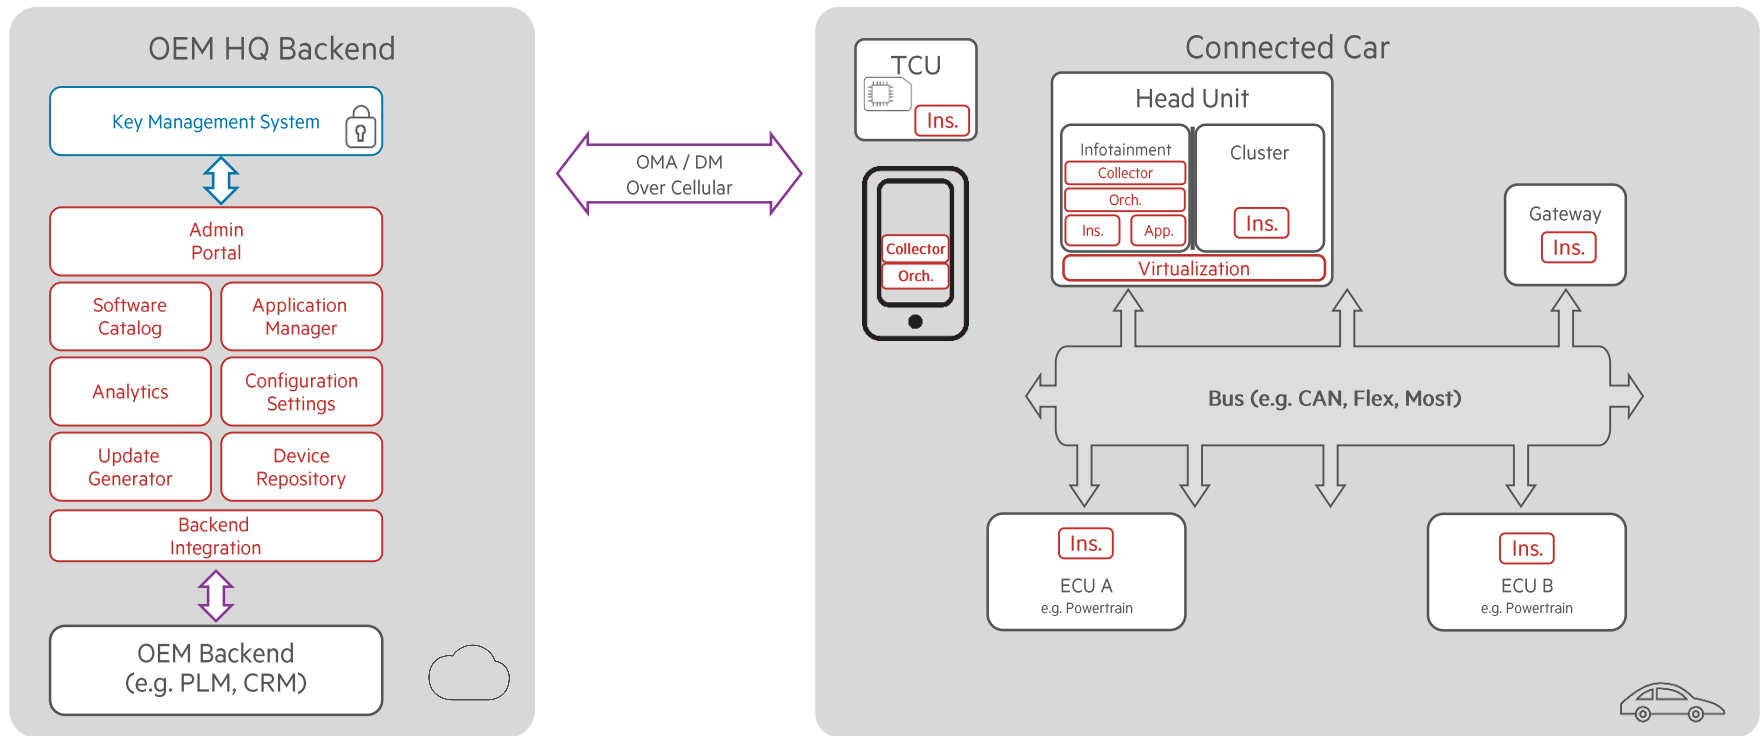 OEM HQ Backend
Key Management System
Admin
Portal
Software
Catalog
Application
Manager
Analytics
Configuration
Settings
Update
Generator
Device
Repository
Backend
Integration
OEM Backend
(e.g. PLM, CRM)
OMA / DM
Over Cellular
Connected Car
TCU
Ins.
Collector
Orch.
Head Unit
Infotainment
Collector
Orch.
Ins.
App.
Cluster
Ins.
Virtualization
Gateway
Ins.
Bus (e.g. CAN, Flex, Most)
Ins.
ECU A
e.g. Powertrain
Ins.
ECU B
e.g. Powertrain